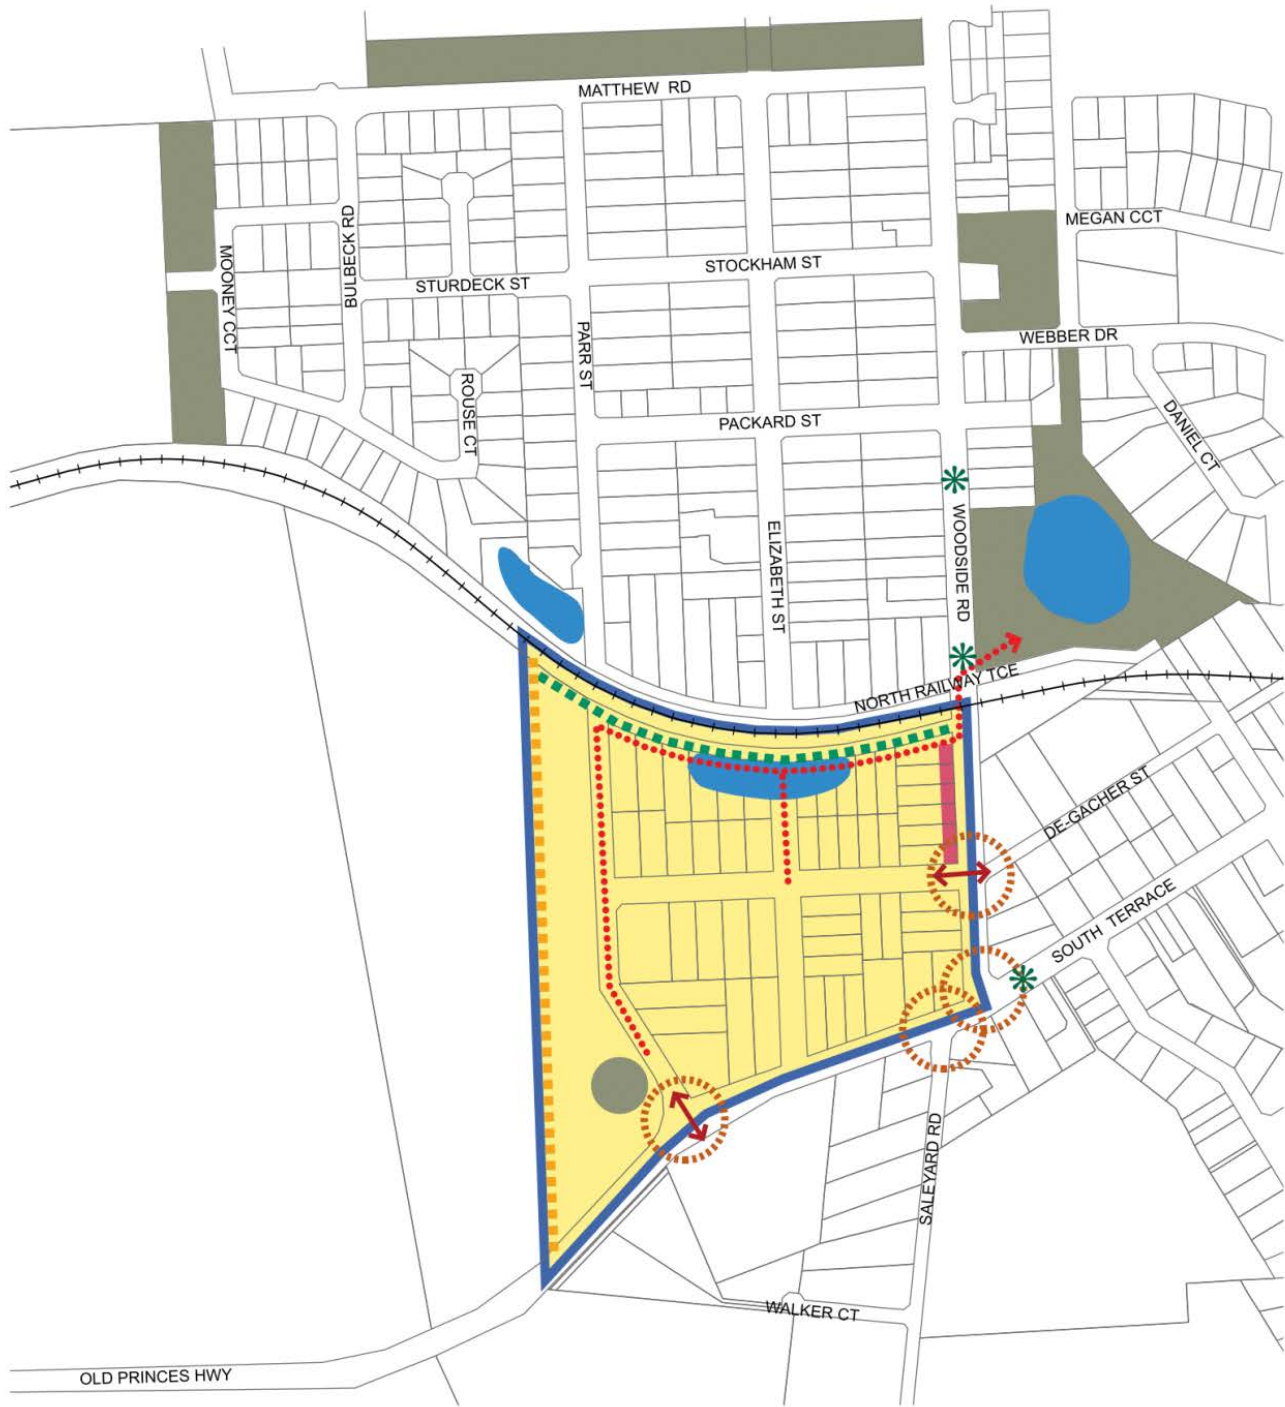 MATTHEW RD
MEGAN CCT
BULBECK RD
MOONEY CCT
STOCKHAM ST
STURDECK ST
WEBBER DR
PARR ST
ROUSE CT
DANIEL CT
PACKARD ST
WOODSIDE RD
ELIZABETH ST
NORTH RAILWAY TCE
DE-GACHER ST
SOUTH TERRACE
SALEYARD RD
WALKER CT
OLD PRINCES HWY